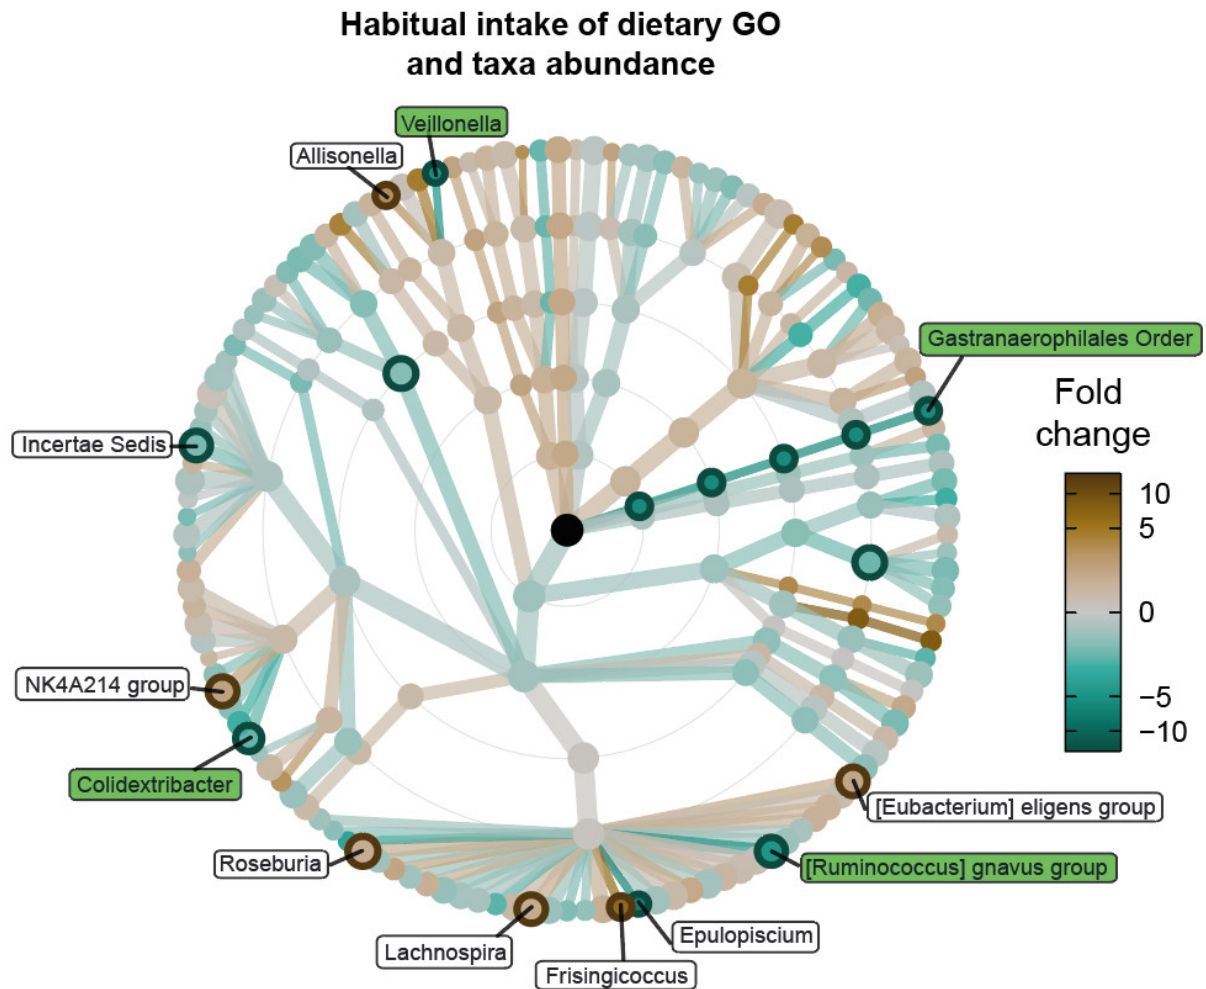 Habitual intake of dietary GO
and taxa abundance
Veillonella
Allisonella
Gastranaerophilales Order
Fold
change
10
5
0
−5
−10
Incertae Sedis
NK4A214 group
Colidextribacter
[Eubacterium] eligens group
Roseburia
[Ruminococcus] gnavus group
Epulopiscium
Lachnospira
Frisingicoccus